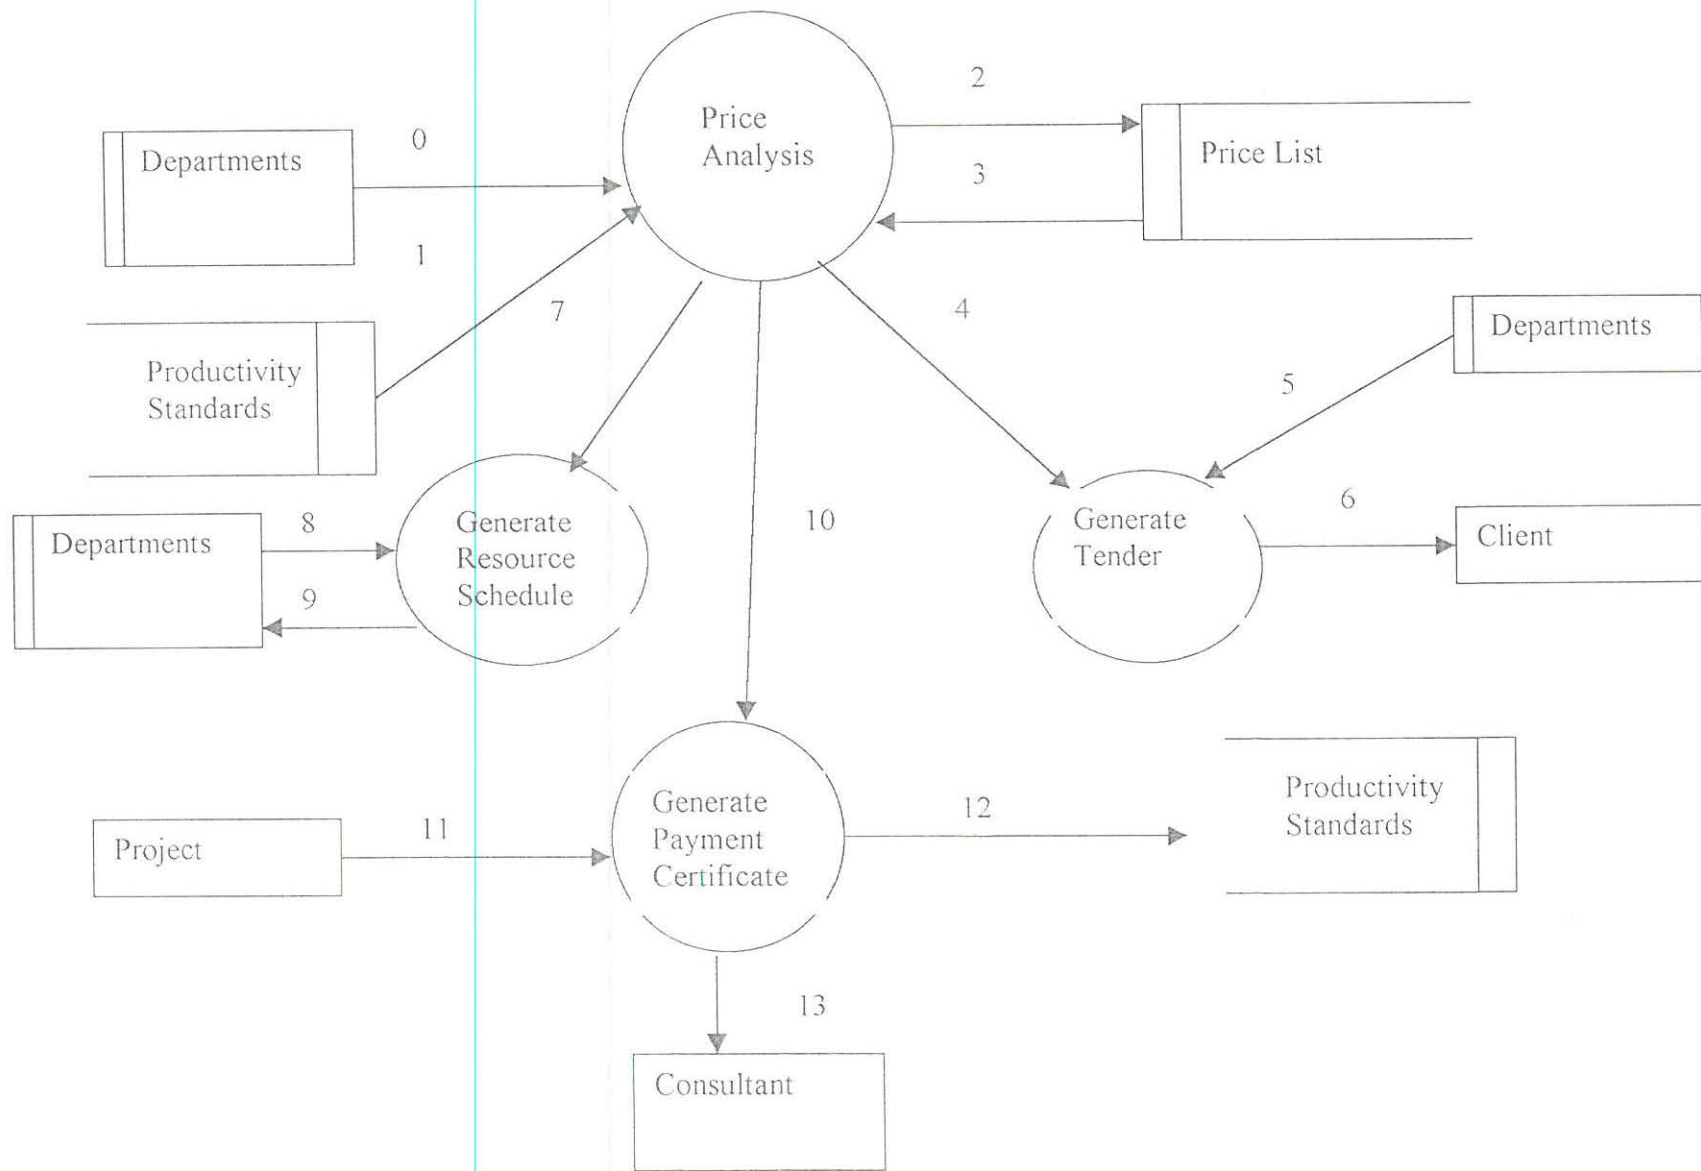 2
Price
Analysis
0
Departments
Price List
3
1
7
4
Departments
Productivity
Standards
5
8
Departments
Generate
Resource
Schedule
10
Generate
Tender
6
Client
9
Productivity
Standards
Generate
Payment
Certificate
12
11
Project
13
Consultant